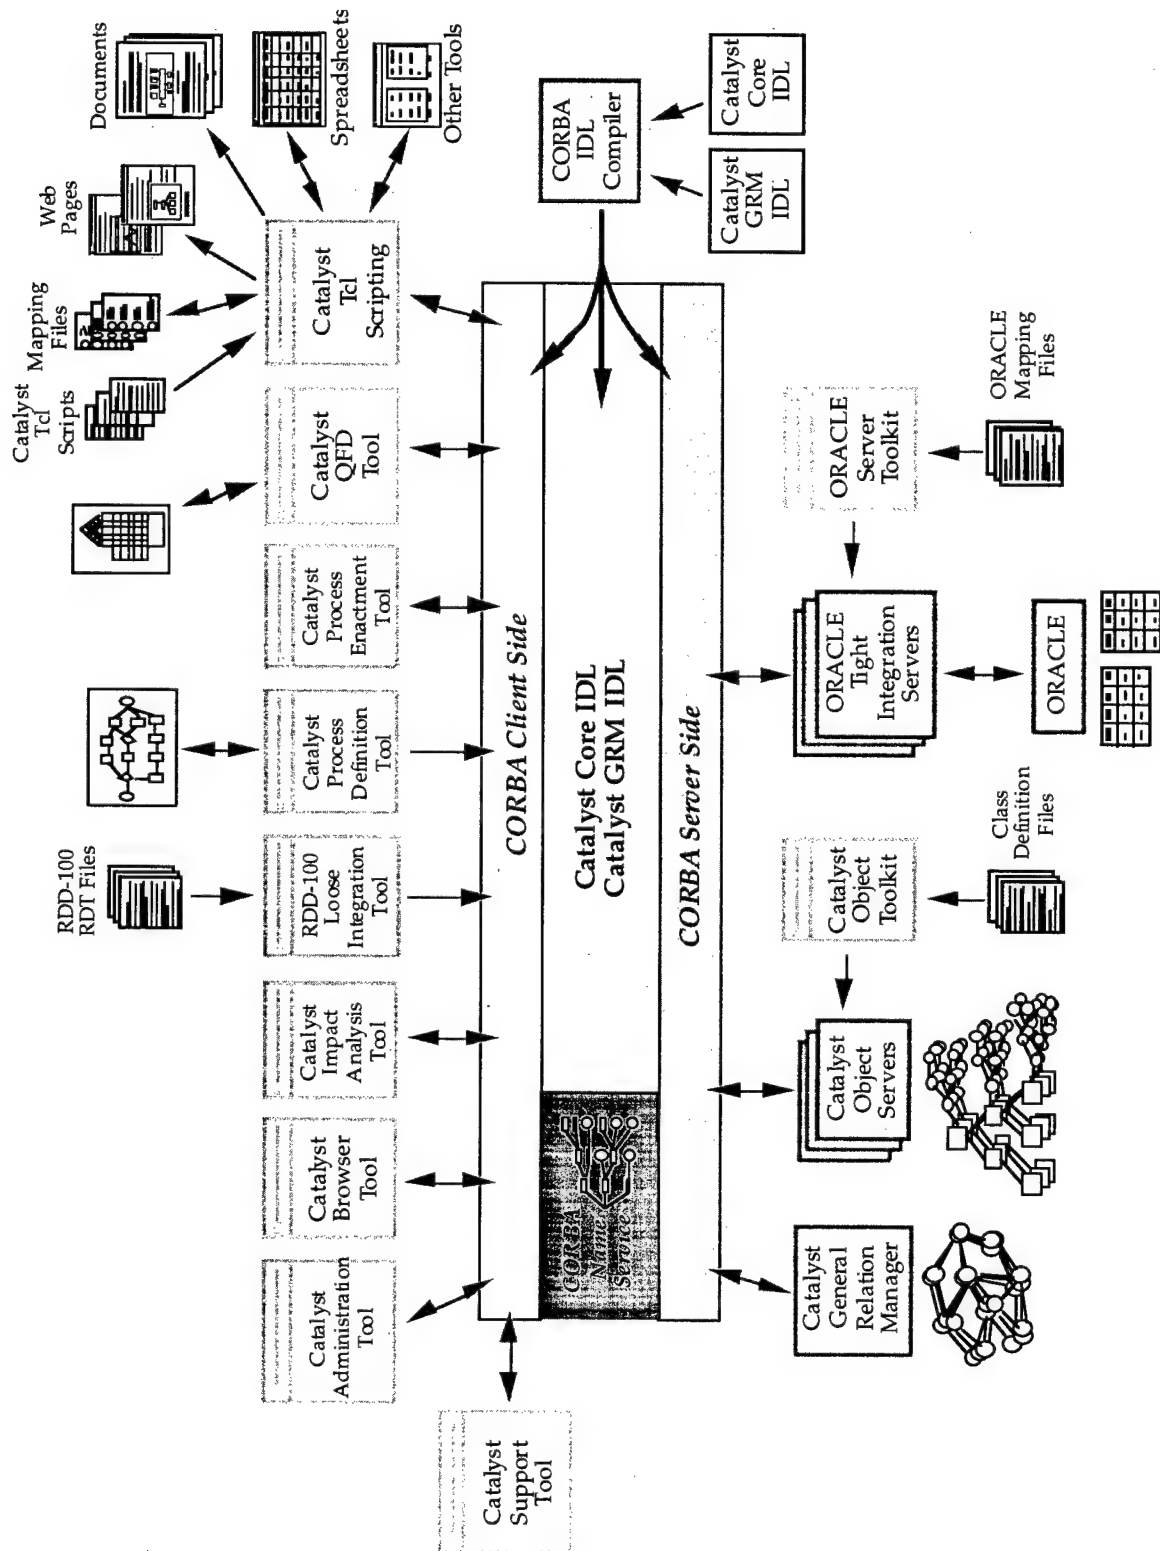 Catalyst
Support
Tool
Catalyst
Administration
Tool
Catalyst
Browser
Tool
Catalyst
Impact
Analysis
Tool
RDD-100
RDT Files
RDD-100
Loose
Integration
Tool
Catalyst
Process
Definition
Tool
Catalyst
Process
Enactment
Tool
Catalyst
QFD
Tool
Catalyst
Tcl
Scripts
Mapping
Files
Web
Pages
Documents
Spreadsheets
Other Tools
Catalyst
Tcl
Scripting
CORBA Client Side
CORBA
Name
Service
Catalyst Core IDL
Catalyst GRM IDL
CORBA Server Side
CORBA
IDL
Compiler
Catalyst
GRM
IDL
Catalyst
Core
IDL
Catalyst
General
Relation
Manager
Catalyst
Object
Servers
Catalyst
Object
Toolkit
Class
Definition
Files
ORACLE
Tight
Integration
Servers
ORACLE
ORACLE
Server
Toolkit
ORACLE
Mapping
Files